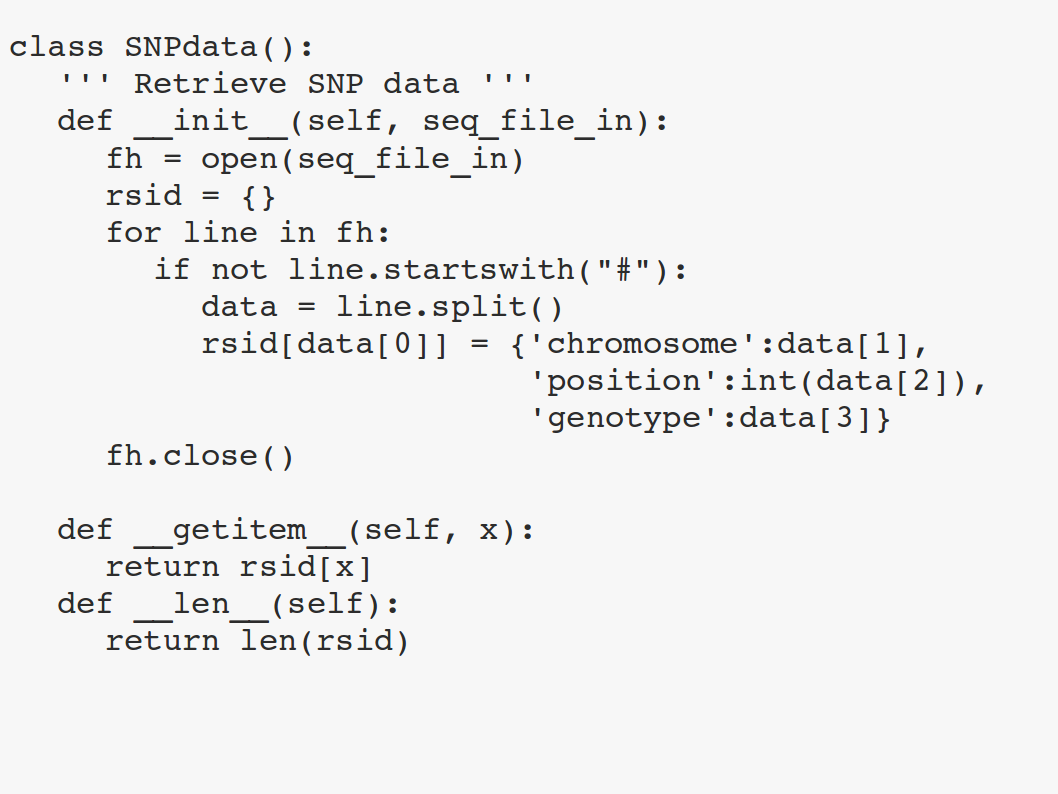 class SNPdata():
   ''' Retrieve SNP data '''
   def __init__(self, seq_file_in):
      fh = open(seq_file_in)
      rsid = {}
      for line in fh:
         if not line.startswith("#"):
            data = line.split()
            rsid[data[0]] = {'chromosome':data[1],
                             'position':int(data[2]),
                             'genotype':data[3]}
      fh.close()

   def __getitem__(self, x):
      return rsid[x]
   def __len__(self):
      return len(rsid)